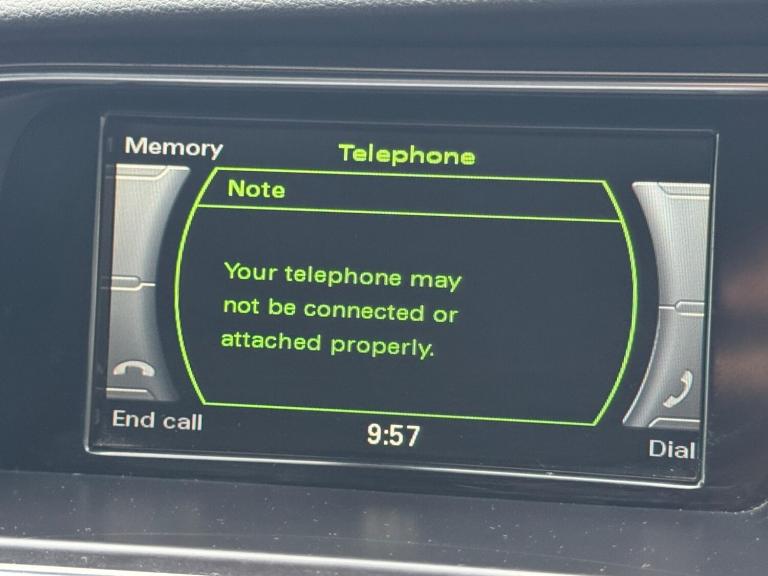 Memory
Telephone
Note
Your telephone may
not be connected or
attached properly.
End call
9:57
Dial